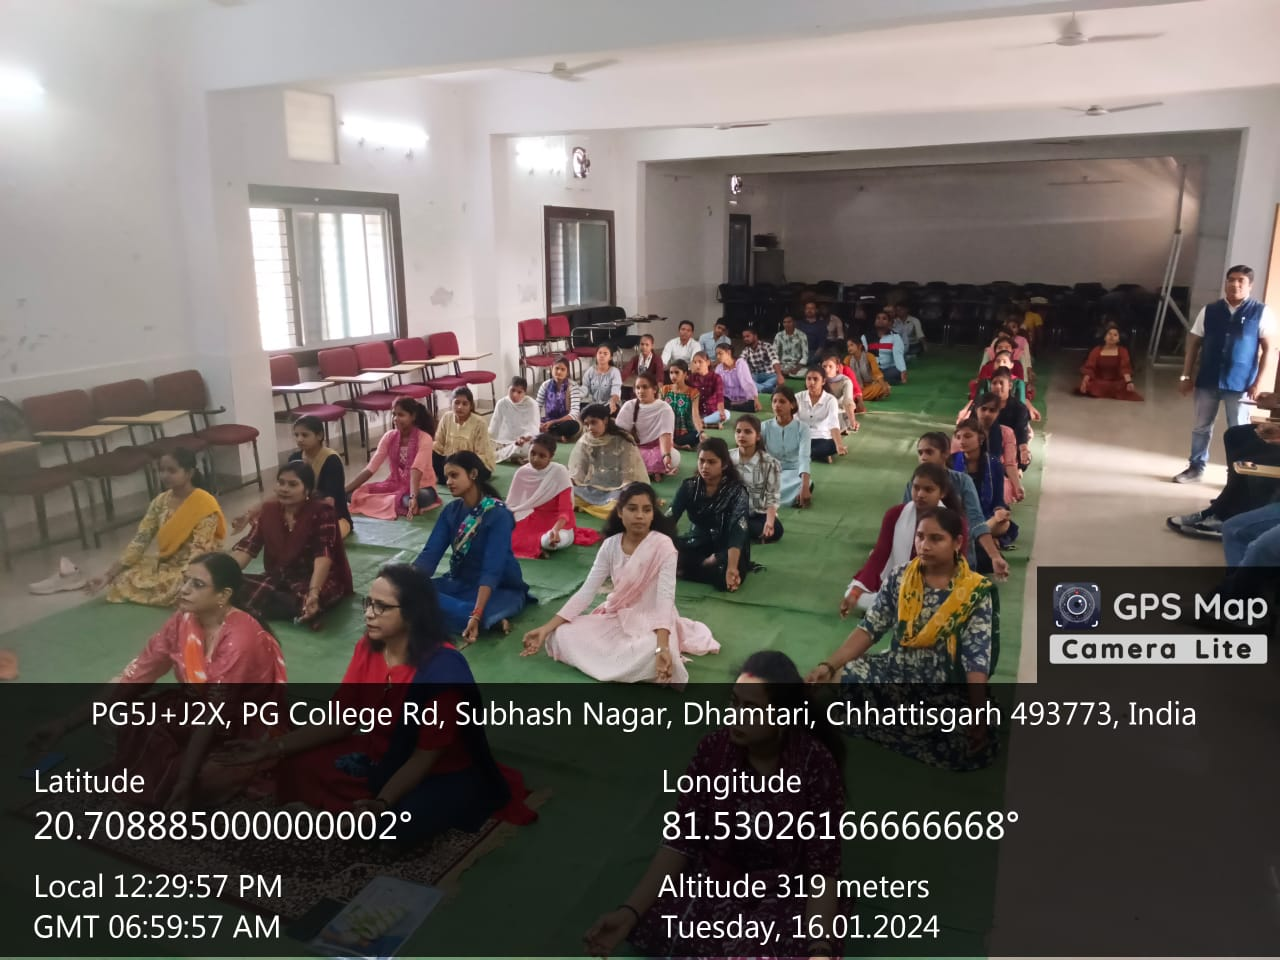 GPS Map
Camera Lite
PG5J+J2X, PG College Rd, Subhash Nagar, Dhamtari, Chhattisgarh 493773, India
Latitude
20.708885000000002°
Longitude
81.53026166666668°
Local 12:29:57 PM
GMT 06:59:57 AM
Altitude 319 meters
Tuesday, 16.01.2024